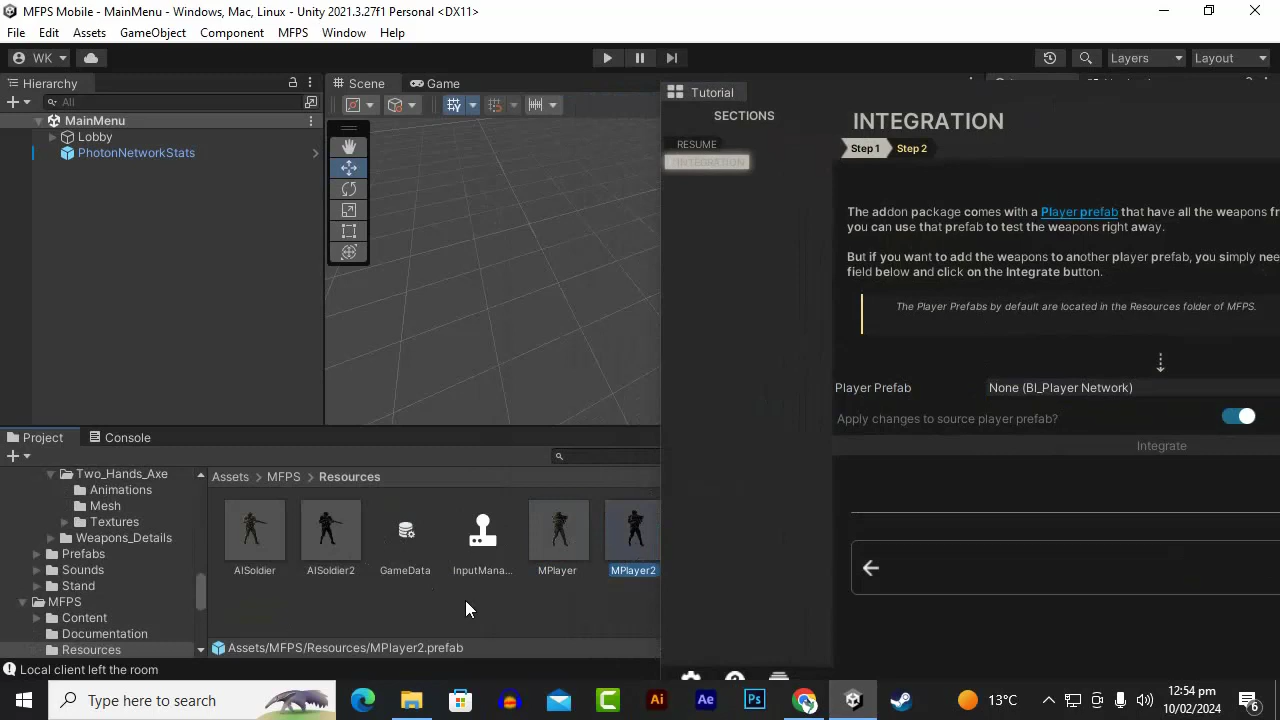 MFPS Mobile - MainMenu - Windows, Mac, Linux - Unity 2021.3.27f1 Personal <DX11>
File Edit Assets GameObject Component MFPS Window Help
WK
Layers
Layout
Hierarchy
All
MainMenu
Lobby
PhotonNetworkStats
Scene
Game
Tutorial
SECTIONS
RESUME
INTEGRATION
INTEGRATION
Step 1
Step 2
The addon package comes with a Player prefab that have all the weapons
you can use that prefab to test the weapons right away.
But if you want to add the weapons to another player prefab, you simply
field below and click on the Integrate button.
The Player Prefabs by default are located in the Resources folder of MFPS.
Player Prefab
None (Bl_Player Network)
Apply changes to source player prefab?
Integrate
Project
Console
Two_Hands_Axe
Animations
Mesh
Textures
Weapons_Details
Prefabs
Sounds
Stand
MFPS
Content
Documentation
Resources
Assets > MFPS > Resources
AISoldier
AISoldier2
GameData
InputMana...
MPlayer
MPlayer2
Assets/MFPS/Resources/MPlayer2.prefab
Local client left the room
Type here to search
Ai
Ae
Ps
13°C
12:54 pm
10/02/2024
6